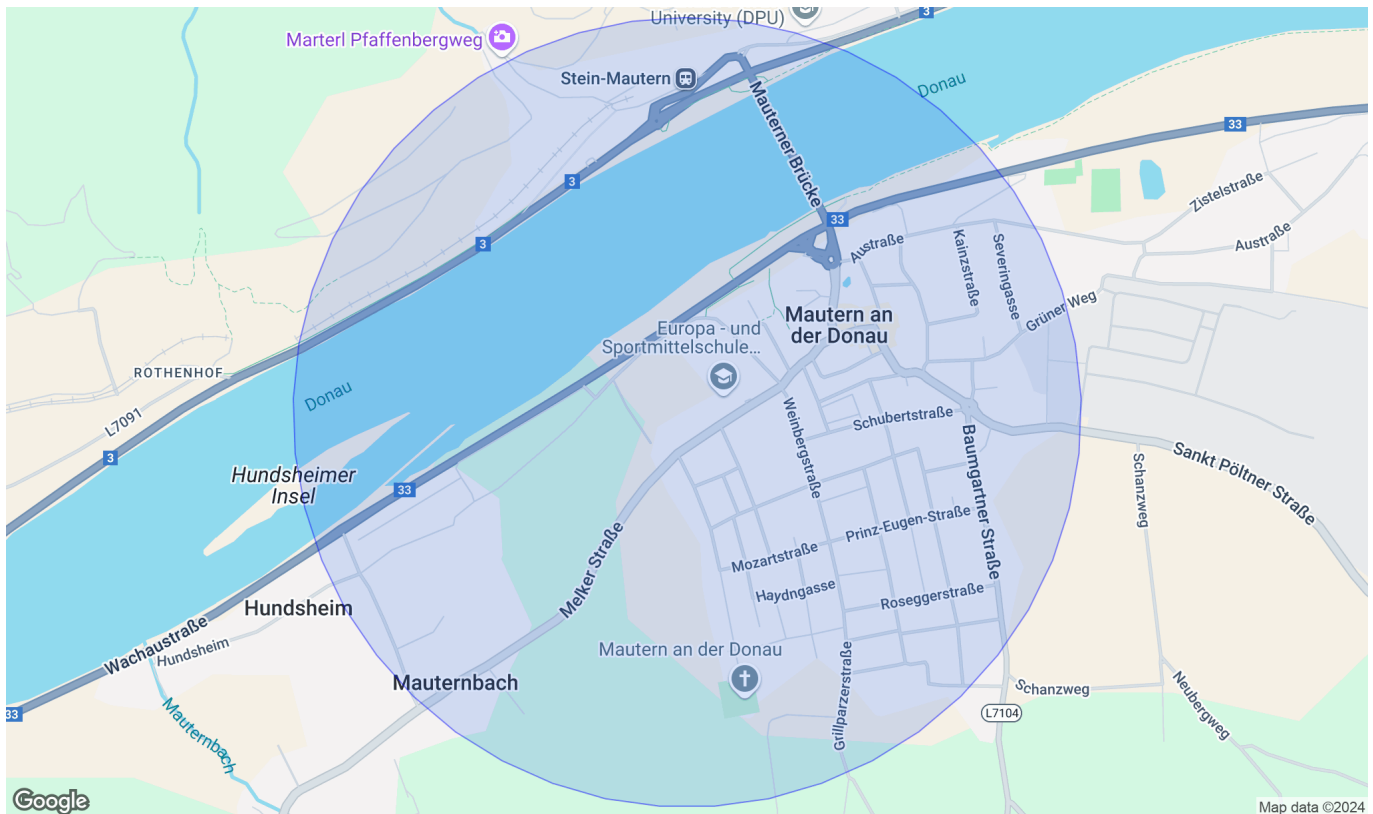 University (DPU)
3
Marterl Pfaffenbergweg
Stein-Mautern
Donau
Mauterner Brücke
33
3
Zistelstraße
33
3
Austraße
Austraße
Kainzstraße
Severingasse
Grüner Weg
Mautern an
der Donau
Europa - und
Sportmittelschule...
ROTHENHOF
Donau
L7091
3
Weinbergstraße
Schubertstraße
Baumgartner Straße
Sankt Pöltner Straße
Schanzweg
Hundsheimer
Insel
33
Melker Straße
Prinz-Eugen-Straße
Mozartstraße
Haydngasse
Roseggerstraße
Hundsheim
Wachaustraße
Hundsheim
Mautern an der Donau
Grillparzerstraße
Mauternbach
Schanzweg
Neubergweg
L7104
33
Mauternbach
Google
Map data ©2024